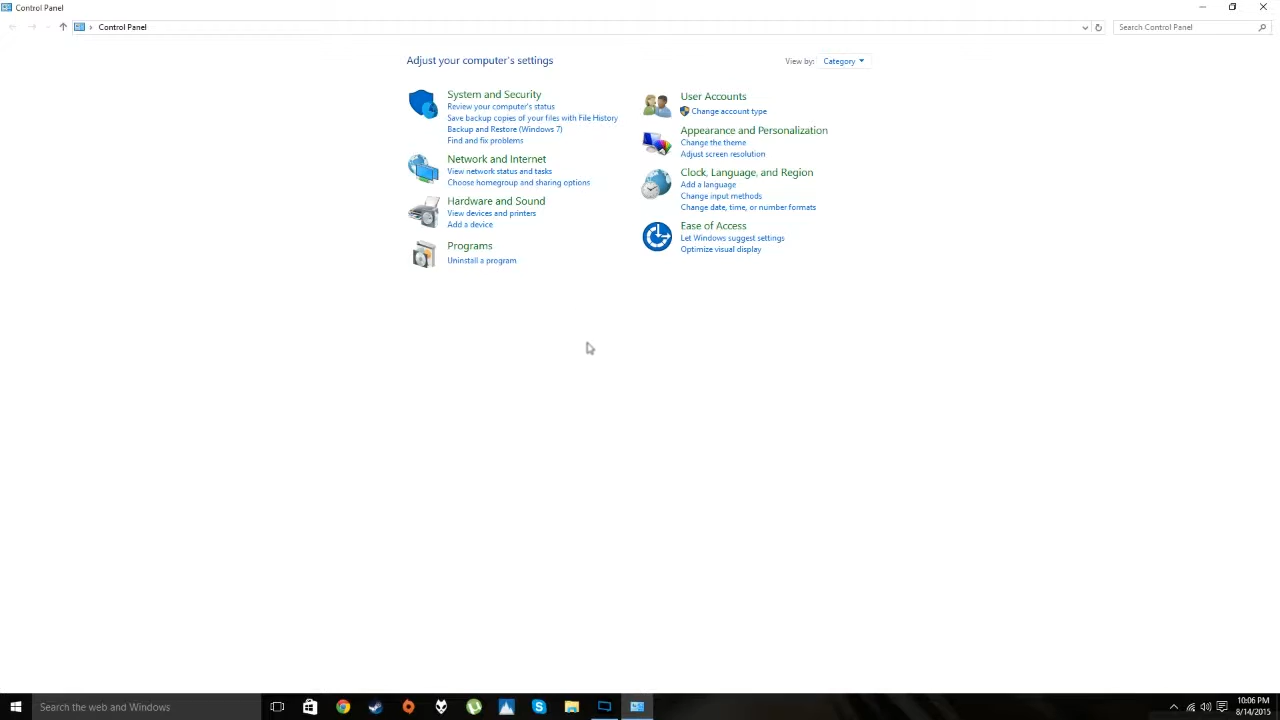 Control Panel
Control Panel
Search Control Panel
Adjust your computer's settings
View by: Category
System and Security
Review your computer's status
Save backup copies of your files with File History
Backup and Restore (Windows 7)
Find and fix problems
Network and Internet
View network status and tasks
Choose homegroup and sharing options
Hardware and Sound
View devices and printers
Add a device
Programs
Uninstall a program
User Accounts
Change account type
Appearance and Personalization
Change the theme
Adjust screen resolution
Clock, Language, and Region
Add a language
Change input methods
Change date, time, or number formats
Ease of Access
Let Windows suggest settings
Optimize visual display
Search the web and Windows
10:06 PM
8/14/2015